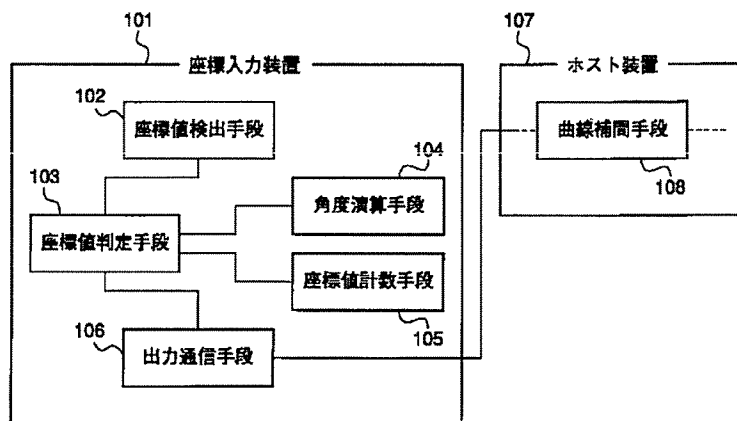 101
座標入力装置
102
座標値検出手段
103
座標値判定手段
104
角度演算手段
座標値計数手段
105
106
出力通信手段
107
ホスト装置
曲線補間手段
108